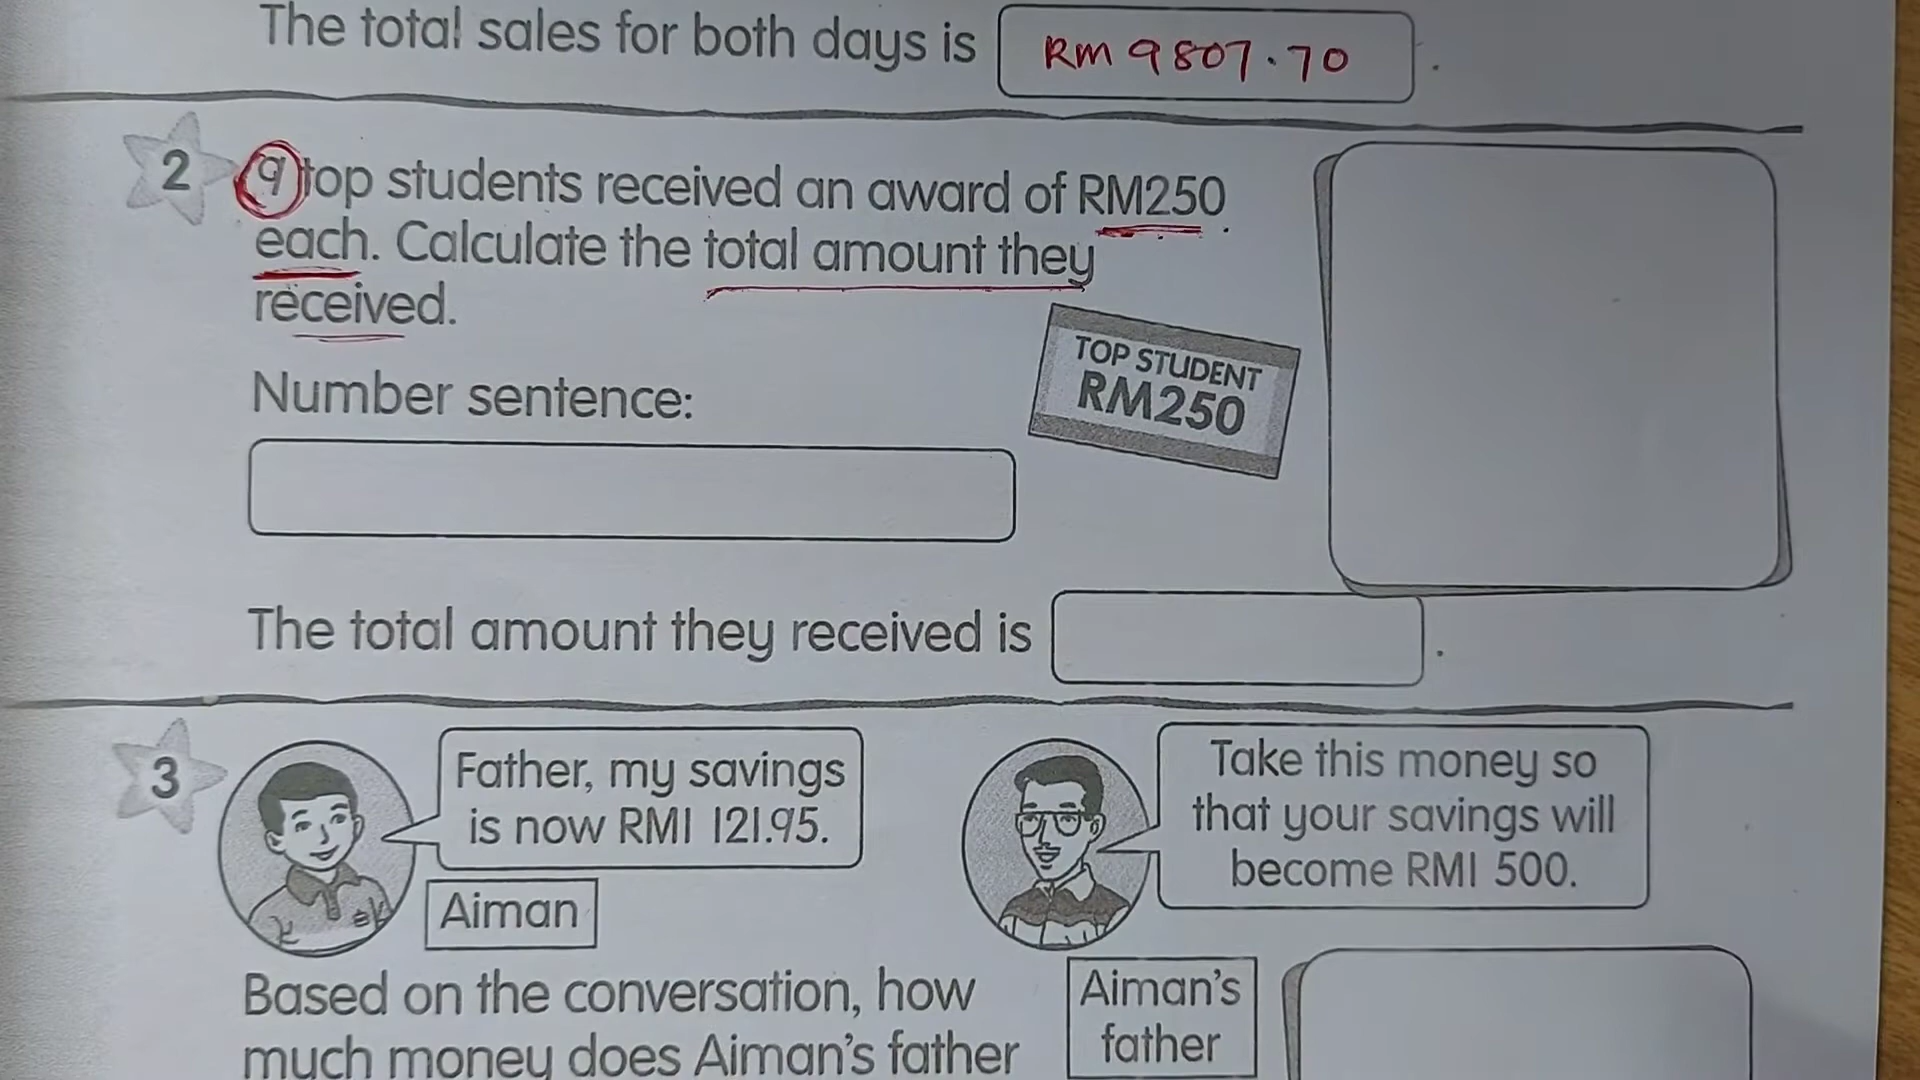 The total sales for both days is Rm 9807.70 .
2 9 top students received an award of RM250
each. Calculate the total amount they
received.
TOP STUDENT
RM250
Number sentence:
The total amount they received is .
3 Father, my savings
is now RM1 121.95.
Aiman
Take this money so
that your savings will
become RM1 500.
Based on the conversation, how
much money does Aiman's father
Aiman's
father